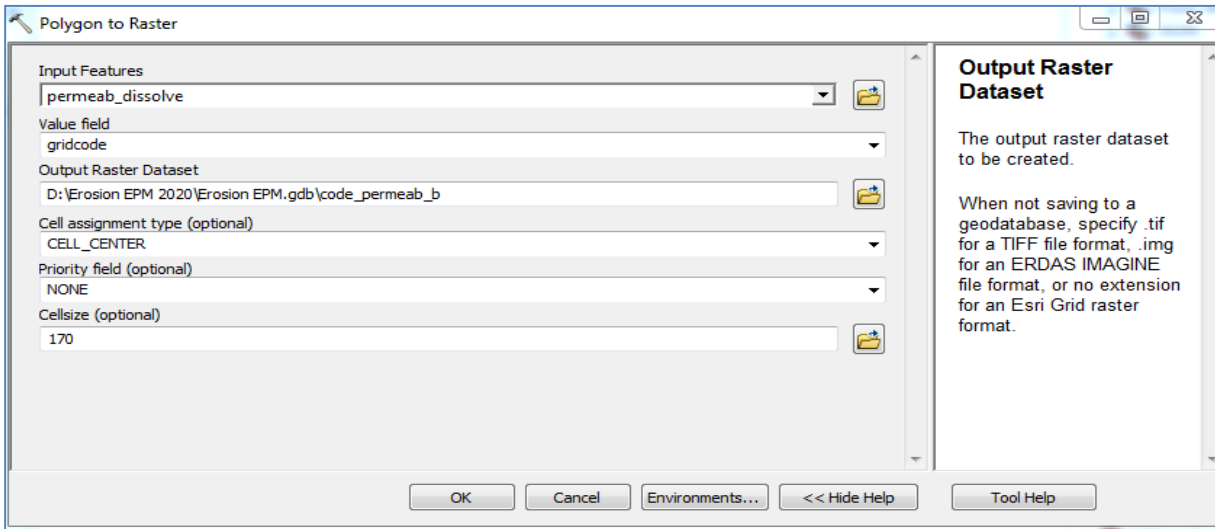 Polygon to Raster
Input Features
permeab_dissolve
Value field
gridcode
Output Raster Dataset
D:\Erosion EPM 2020\Erosion EPM.gdb\code_permeab_b
Cell assignment type (optional)
CELL_CENTER
Priority field (optional)
NONE
Cellsize (optional)
170
Output Raster
Dataset
The output raster dataset
to be created.
When not saving to a
geodatabase, specify .tif
for a TIFF file format, .img
for an ERDAS IMAGINE
file format, or no extension
for an Esri Grid raster
format.
OK
Cancel
Environments...
<< Hide Help
Tool Help